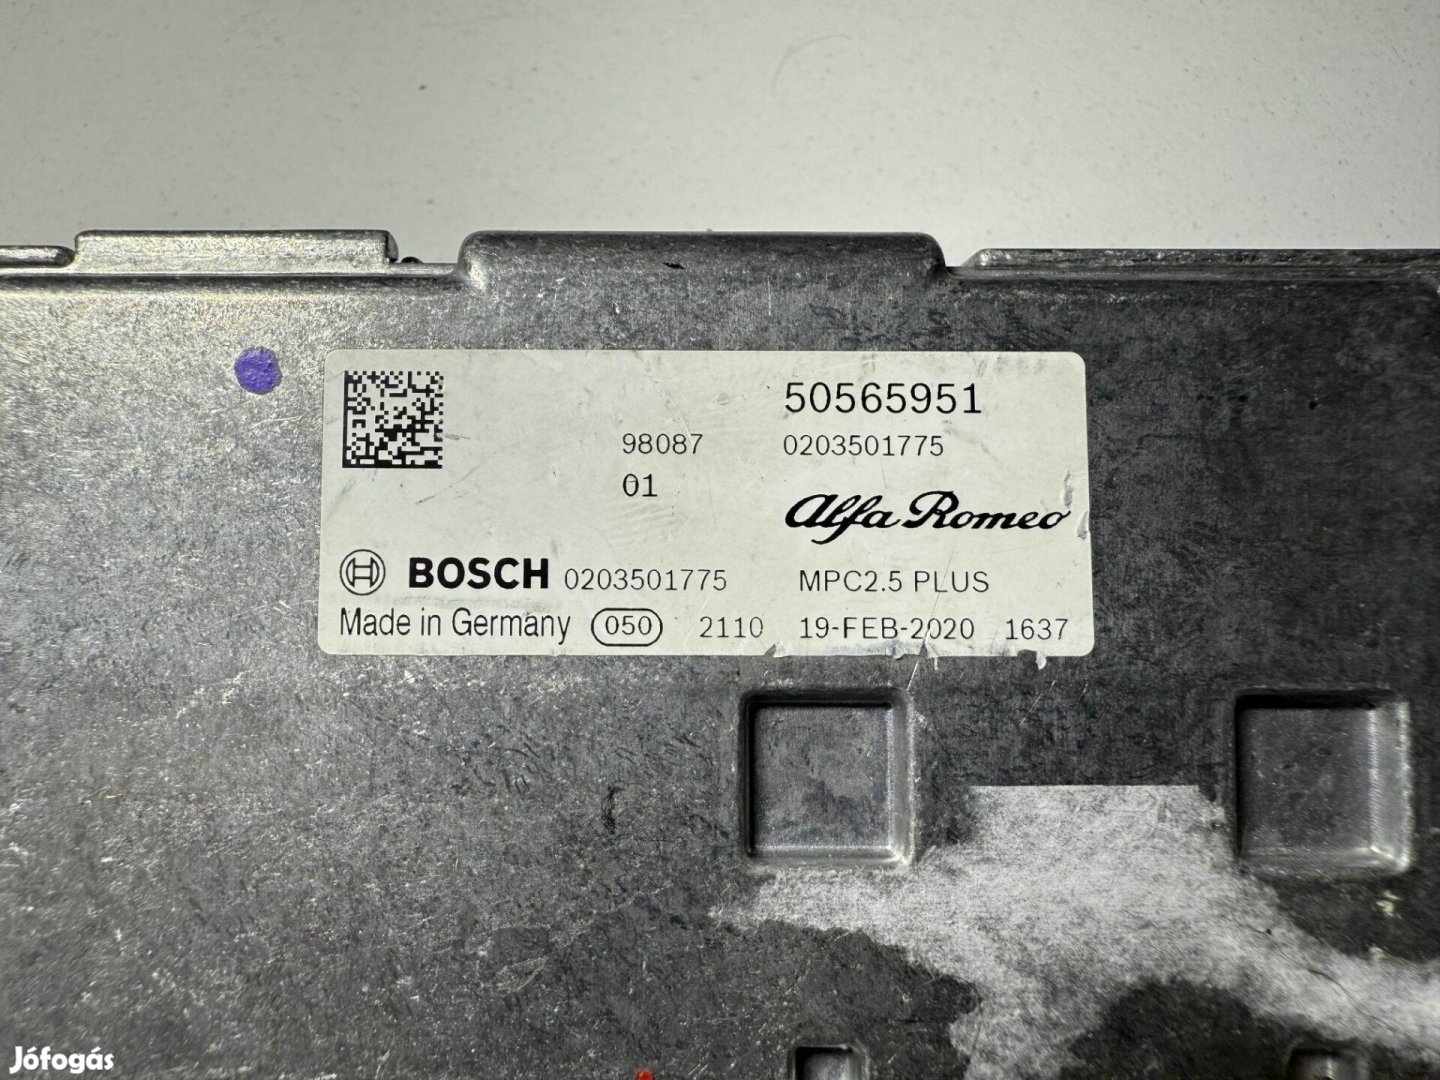 50565951
98087 0203501775
01
Alfa Romeo
BOSCH 0203501775 MPC2.5 PLUS
Made in Germany 050 2110 19-FEB-2020 1637
Jófogás